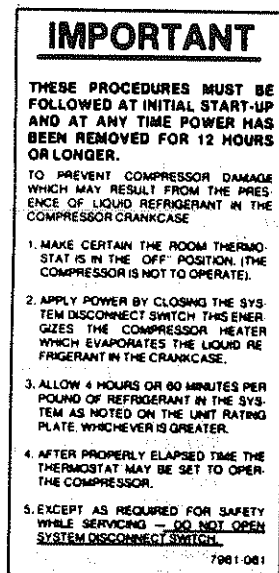 IMPORTANT
THESE PROCEDURES MUST BE
FOLLOWED AT INITIAL START-UP
AND AT ANY TIME POWER HAS
BEEN REMOVED FOR 12 HOURS
OR LONGER.
TO PREVENT COMPRESSOR DAMAGE
WHICH MAY RESULT FROM THE PRES-
ENCE OF LIQUID REFRIGERANT IN THE
COMPRESSOR CRANKCASE
1. MAKE CERTAIN THE ROOM THERMO-
STAT IS IN THE "OFF" POSITION. (THE
COMPRESSOR IS NOT TO OPERATE).
2. APPLY POWER BY CLOSING THE SYS-
TEM DISCONNECT SWITCH THIS ENER-
GIZES THE COMPRESSOR HEATER
WHICH EVAPORATES THE LIQUID RE
FRIGERANT IN THE CRANKCASE.
3. ALLOW 4 HOURS OR 60 MINUTES PER
POUND OF REFRIGERANT IN THE SYS-
TEM AS NOTED ON THE UNIT RATING
PLATE, WHICHEVER IS GREATER.
4. AFTER PROPERLY ELAPSED TIME THE
THERMOSTAT MAY BE SET TO OPER-
THE COMPRESSOR.
5. EXCEPT AS REQUIRED FOR SAFETY
WHILE SERVICING — DO NOT OPEN
SYSTEM DISCONNECT SWITCH.
7961-061